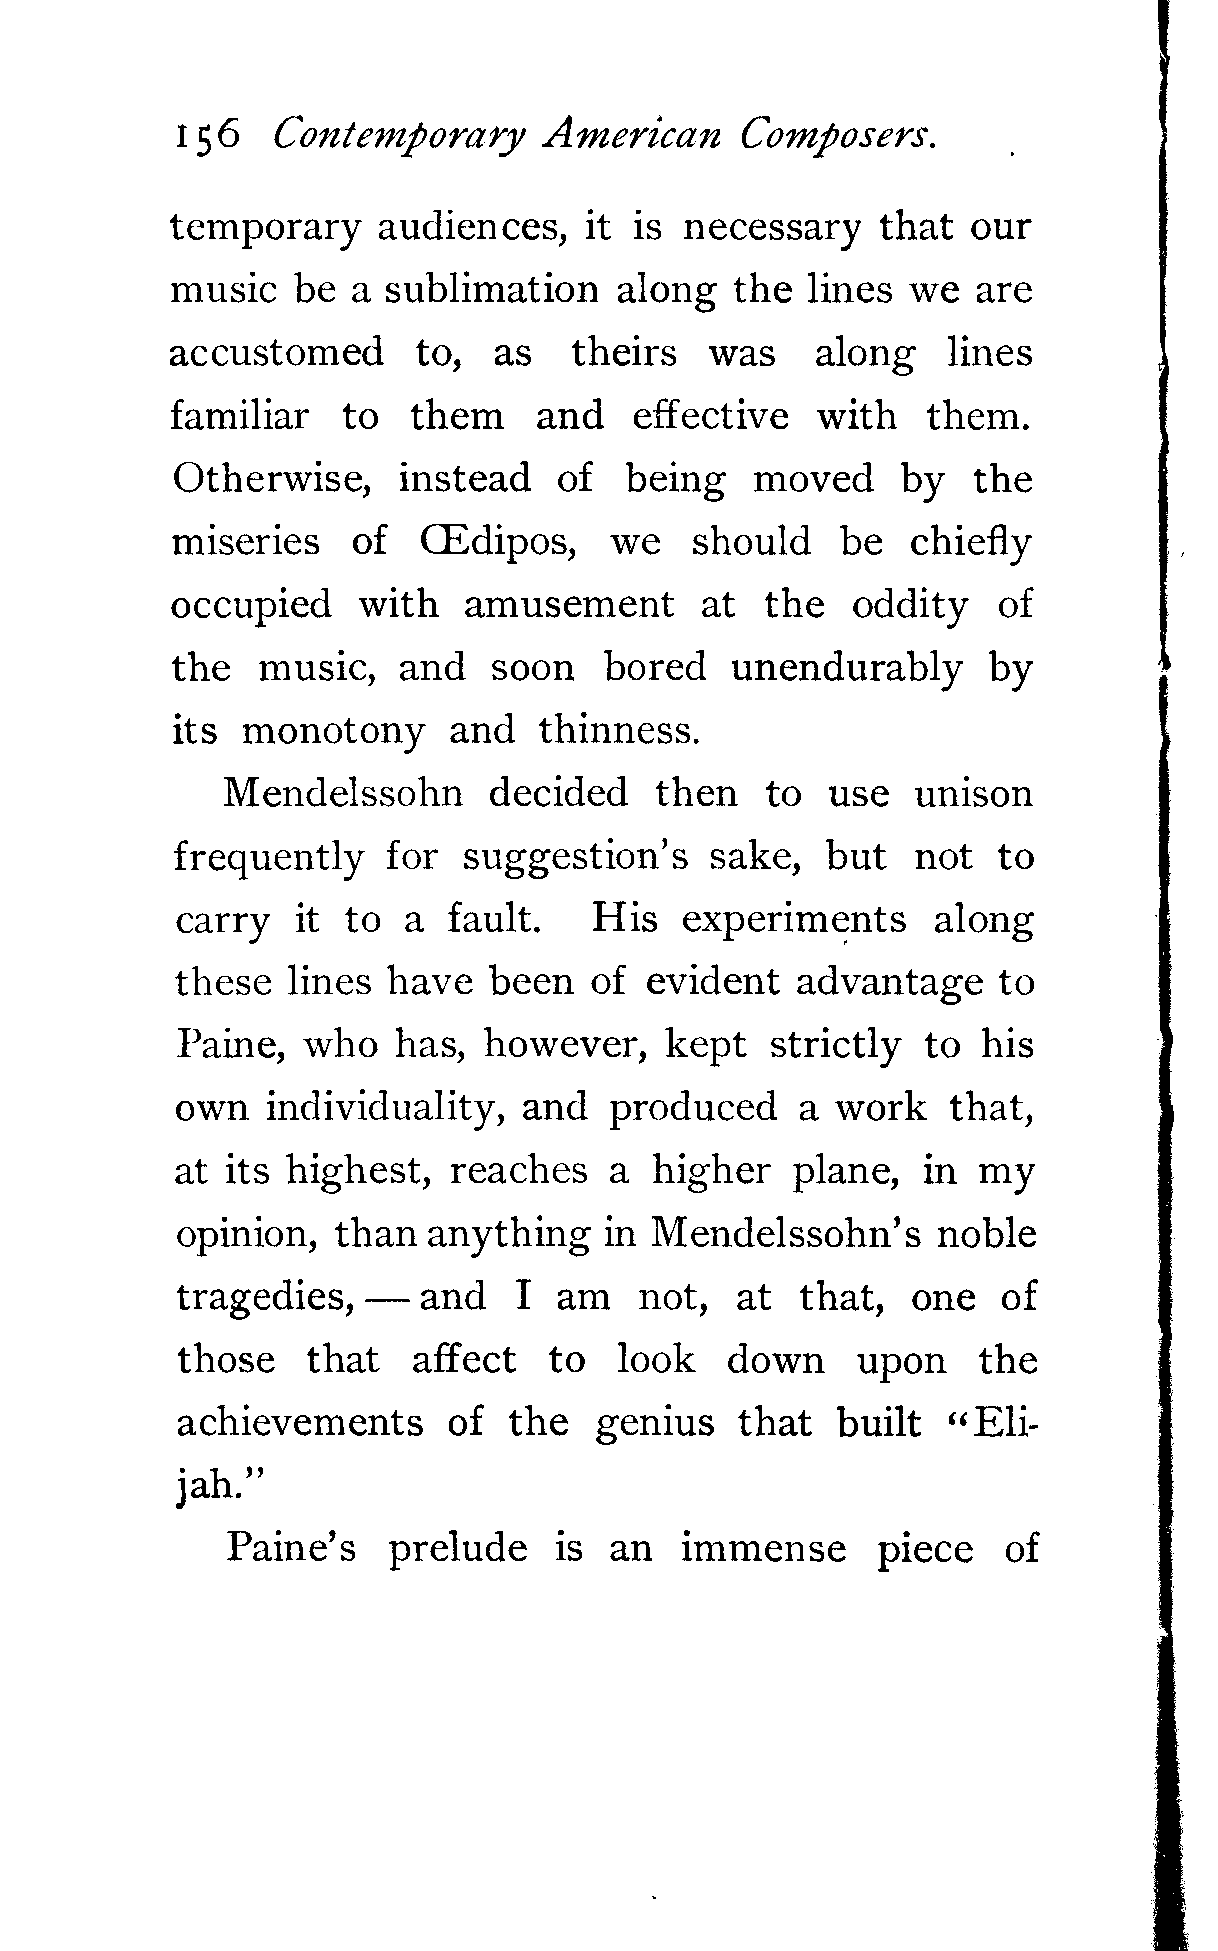 156 Contemporary American Composers.
temporary audiences, it is necessary that our
music be a sublimation along the lines we are
accustomed to, as theirs was along lines
familiar to them and effective with them.
Otherwise, instead of being moved by the
miseries of Œdipos, we should be chiefly
occupied with amusement at the oddity of
the music, and soon bored unendurably by
its monotony and thinness.
Mendelssohn decided then to use unison
frequently for suggestion's sake, but not to
carry it to a fault. His experiments along
these lines have been of evident advantage to
Paine, who has, however, kept strictly to his
own individuality, and produced a work that,
at its highest, reaches a higher plane, in my
opinion, than anything in Mendelssohn's noble
tragedies, — and I am not, at that, one of
those that affect to look down upon the
achievements of the genius that built "Eli-
jah."
Paine's prelude is an immense piece of